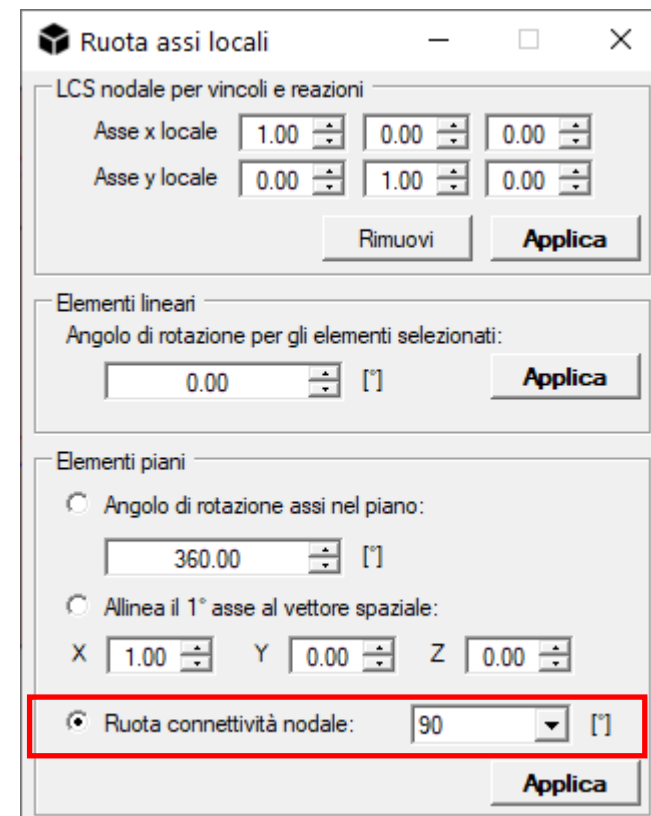 Ruota assi locali
LCS nodale per vincoli e reazioni
Asse x locale 1.00 0.00 0.00
Asse y locale 0.00 1.00 0.00
Rimuovi Applica
Elementi lineari
Angolo di rotazione per gli elementi selezionati:
0.00 [°] Applica
Elementi piani
Angolo di rotazione assi nel piano:
360.00 [°]
Allinea il 1° asse al vettore spaziale:
X 1.00 Y 0.00 Z 0.00
Ruota connettività nodale: 90 [°]
Applica